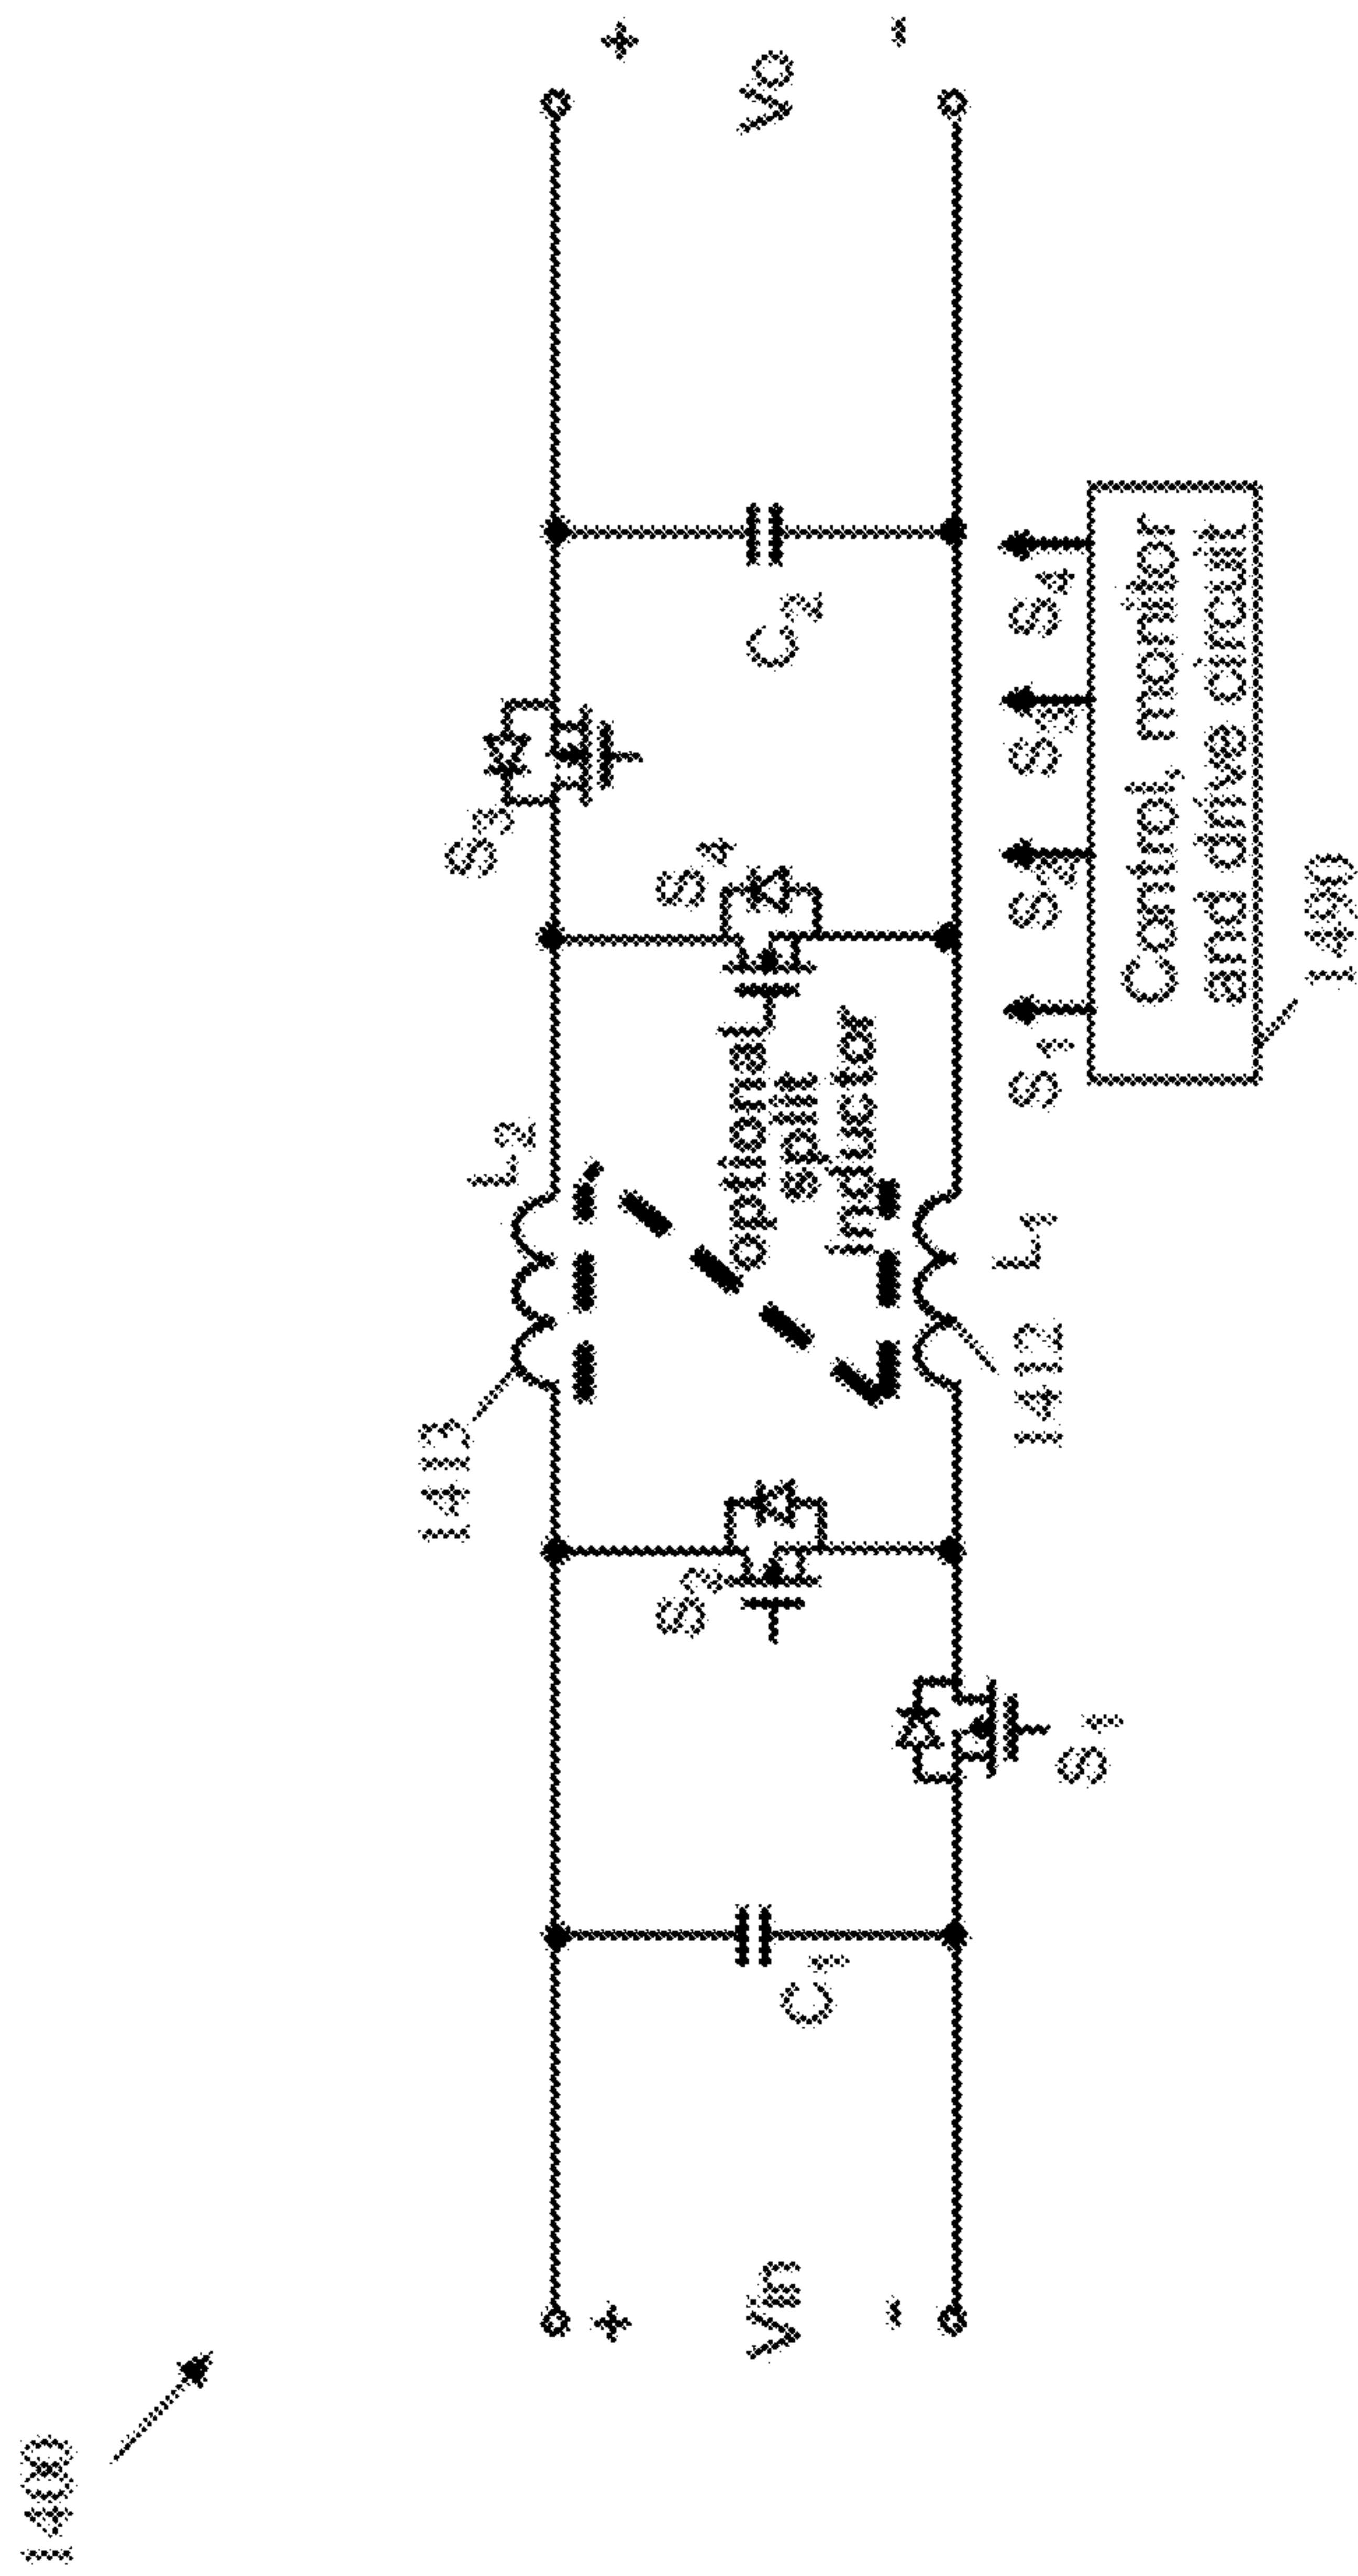 1400
1413
L2
S3
+
+
S2
optional
split
inductor
S4
Vin
C1
C2
Vo
-
-
S1
1412
L1
S1
S2
S3
S4
Control, monitor
and drive circuit
1490